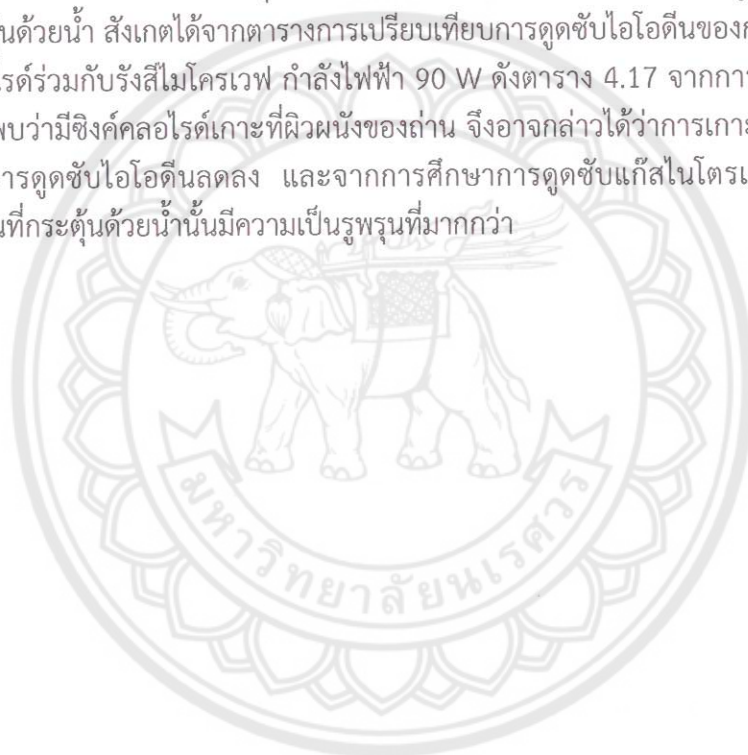 นด้วยน้ำ สังเกตได้จากตารางการเปรียบเทียบการดูดซับไอโอดีนของก
เรด์ร่วมกับรังสีไมโครเวฟ กำลังไฟฟ้า 90 W ดังตาราง 4.17 จากการ
พบว่ามีซิงค์คลอไรด์เกาะที่ผิวผนังของถ่าน จึงอาจกล่าวได้ว่าการเกาะ
การดูดซับไอโอดีนลดลง และจากการศึกษาการดูดซับแก๊สไนโตรเ
นที่กระตุ้นด้วยน้ำนั้นมีความเป็นรูพรุนที่มากกว่า
มหาวิทยาลัยนเรศวร